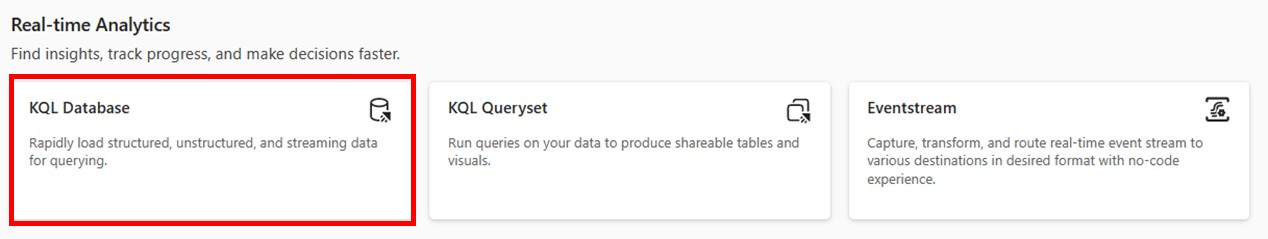 Real-time Analytics
Find insights, track progress, and make decisions faster.
KQL Database
Rapidly load structured, unstructured, and streaming data
for querying.
KQL Queryset
Run queries on your data to produce shareable tables and
visuals.
Eventstream
Capture, transform, and route real-time event stream to
various destinations in desired format with no-code
experience.